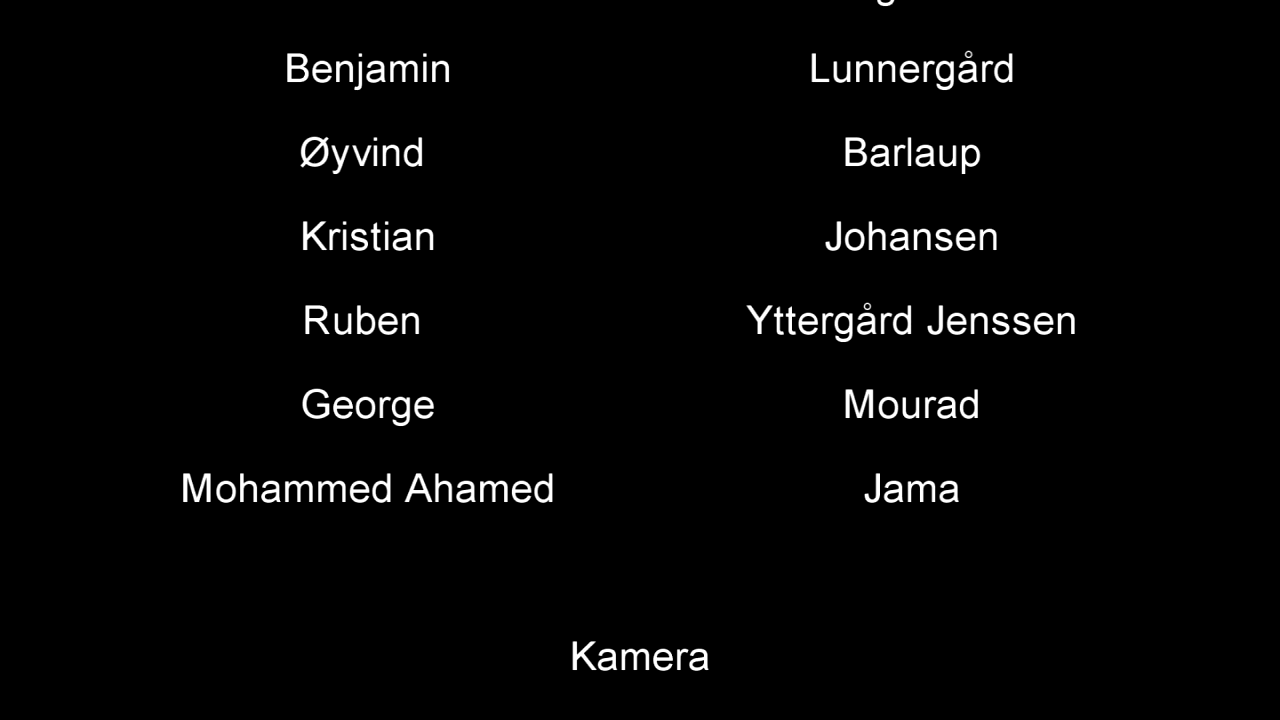 Benjamin Lunnergård
Øyvind Barlaup
Kristian Johansen
Ruben Yttergård Jenssen
George Mourad
Mohammed Ahamed Jama
Kamera